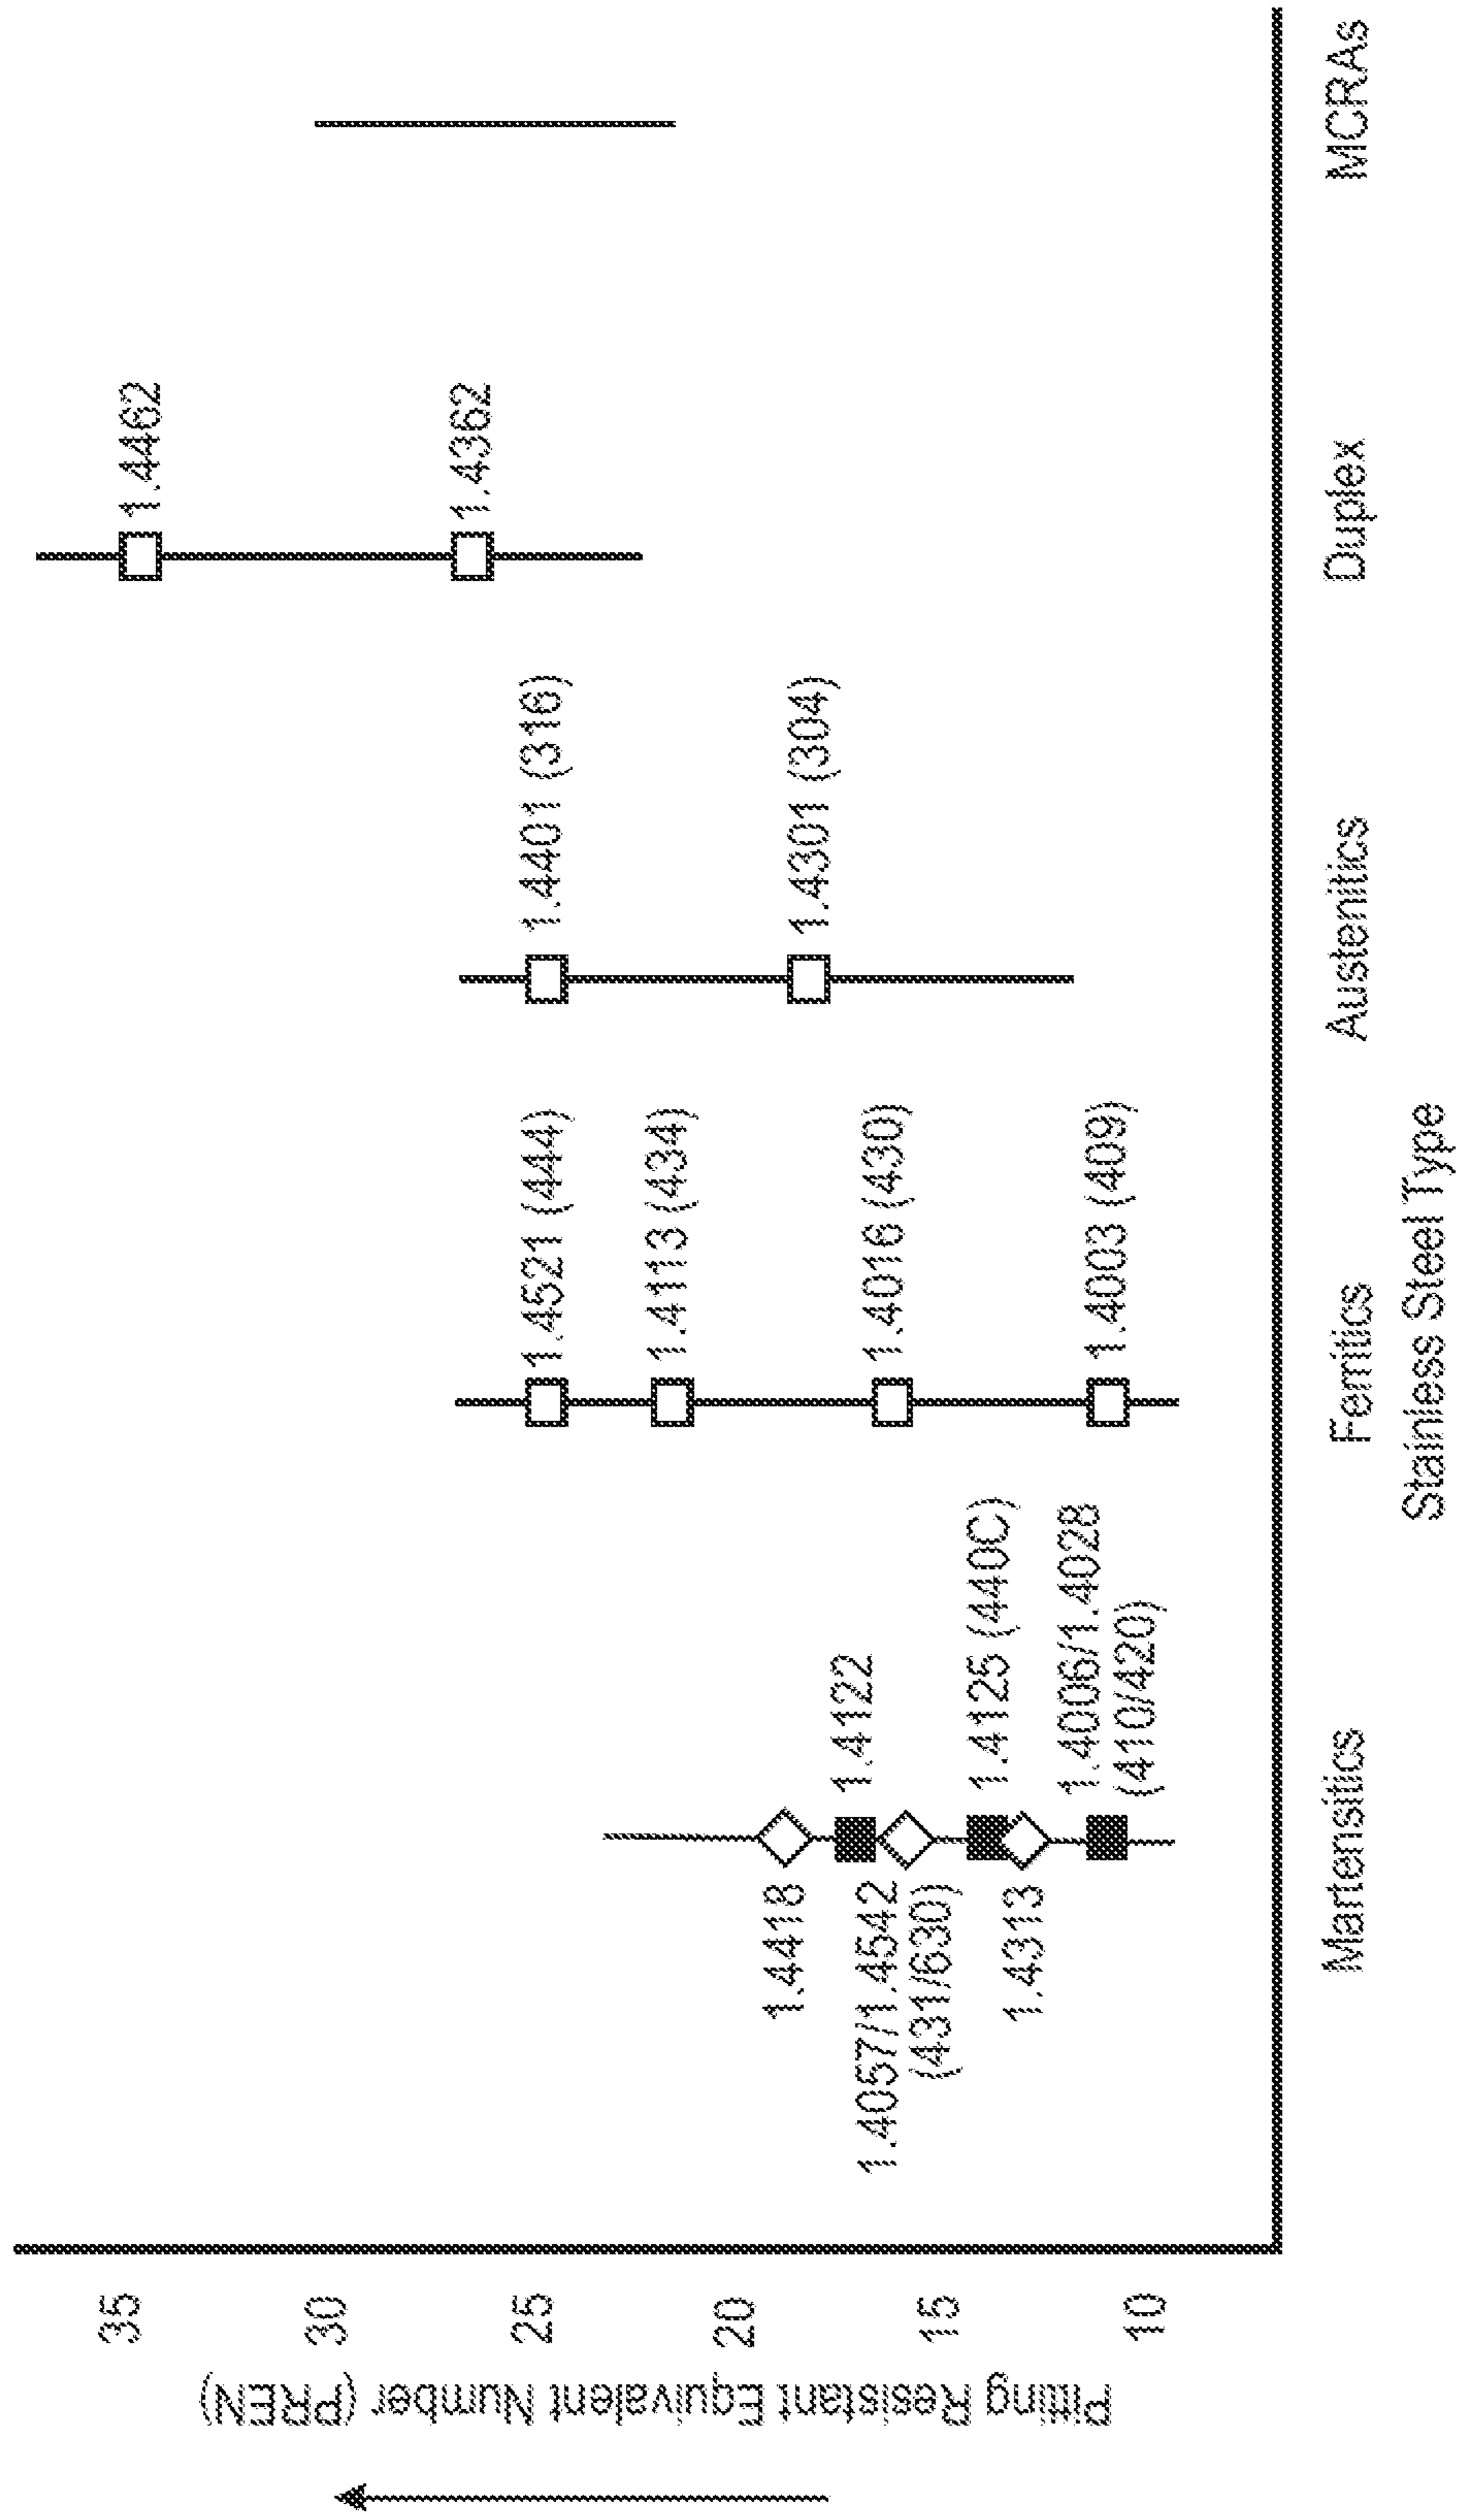 Pitting Resistant Equivalent Number (PREN)
35
30
25
20
15
10
1.4418
1.4122
1.4057/1.4542
(431/630)
1.4125 (440C)
1.4313
1.4006/1.4028
(410/420)
1.4521 (444)
1.4113 (434)
1.4016 (430)
1.4003 (409)
1.4401 (316)
1.4301 (304)
1.4462
1.4362
Martensitics
Ferritics
Austenitics
Duplex
MCRAs
Stainless Steel Type